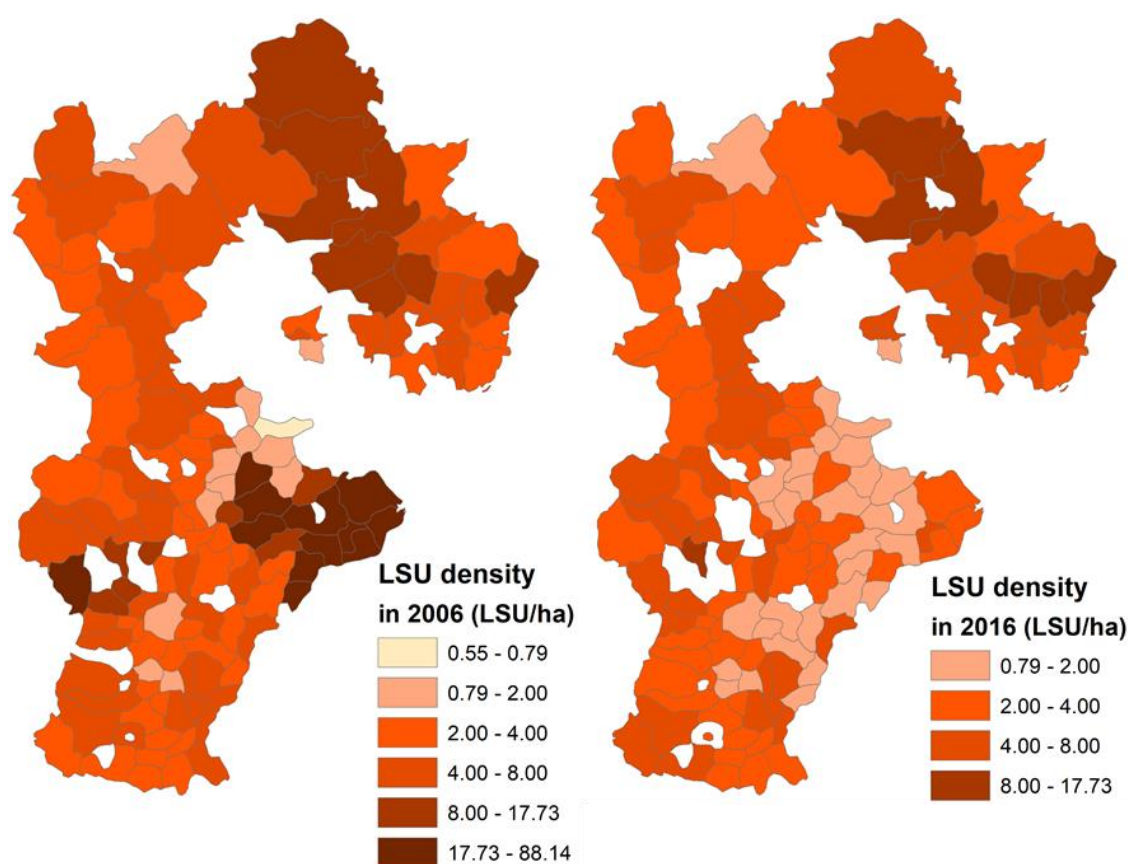 LSU density
in 2006 (LSU/ha)
0.55 - 0.79
0.79 - 2.00
2.00 - 4.00
4.00 - 8.00
8.00 - 17.73
17.73 - 88.14
LSU density
in 2016 (LSU/ha)
0.79 - 2.00
2.00 - 4.00
4.00 - 8.00
8.00 - 17.73